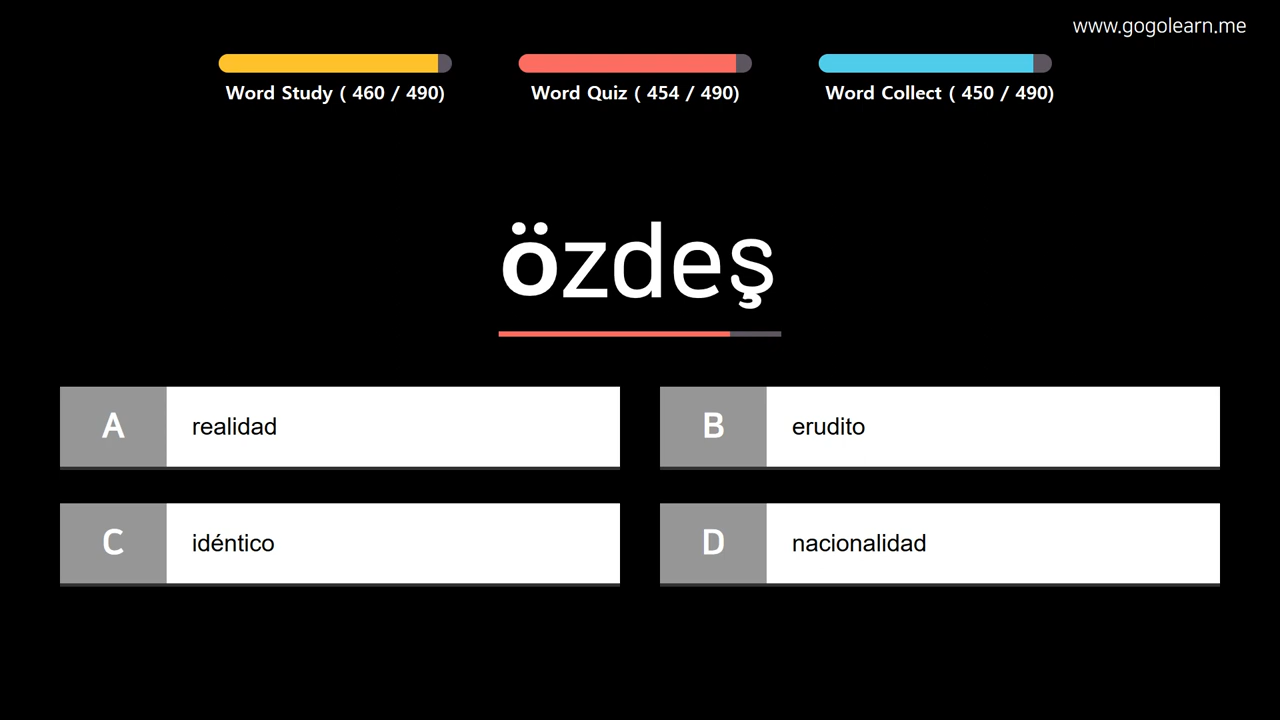 www.gogolearn.me
Word Study ( 460 / 490)
Word Quiz ( 454 / 490)
Word Collect ( 450 / 490)
özdeş
A realidad
B erudito
C idéntico
D nacionalidad